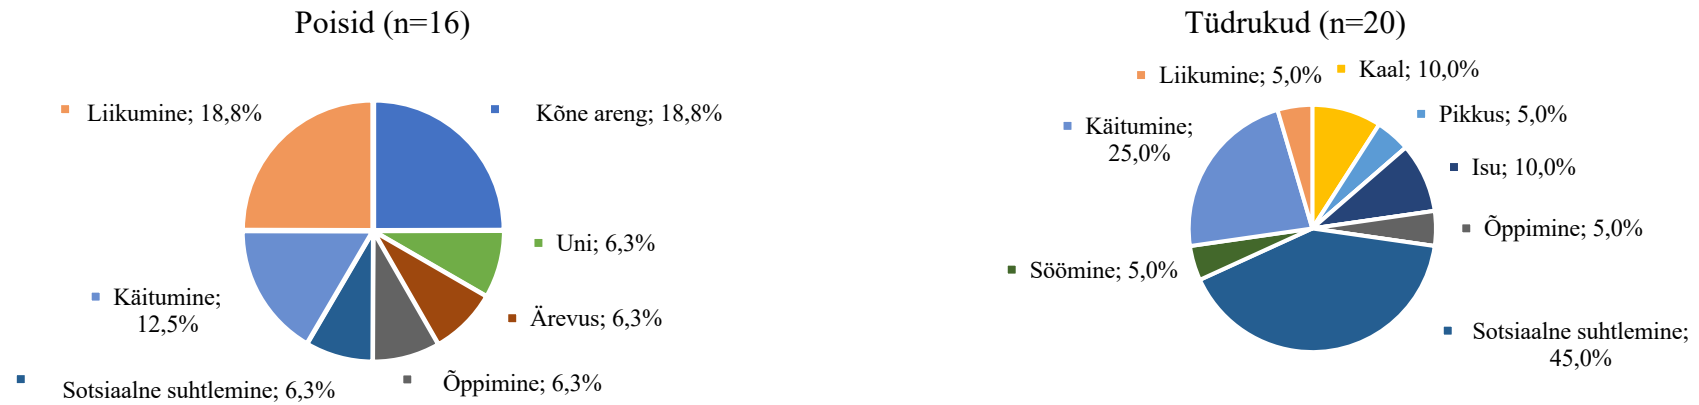 Poisid (n=16)
Liikumine; 18,8%
Kõne areng; 18,8%
Uni; 6,3%
Ärevus; 6,3%
Õppimine; 6,3%
Sotsiaalne suhtlemine; 6,3%
Käitumine;
12,5%
Tüdrukud (n=20)
Liikumine; 5,0%
Kaal; 10,0%
Pikkus; 5,0%
Isu; 10,0%
Õppimine; 5,0%
Sotsiaalne suhtlemine;
45,0%
Söömine; 5,0%
Käitumine;
25,0%